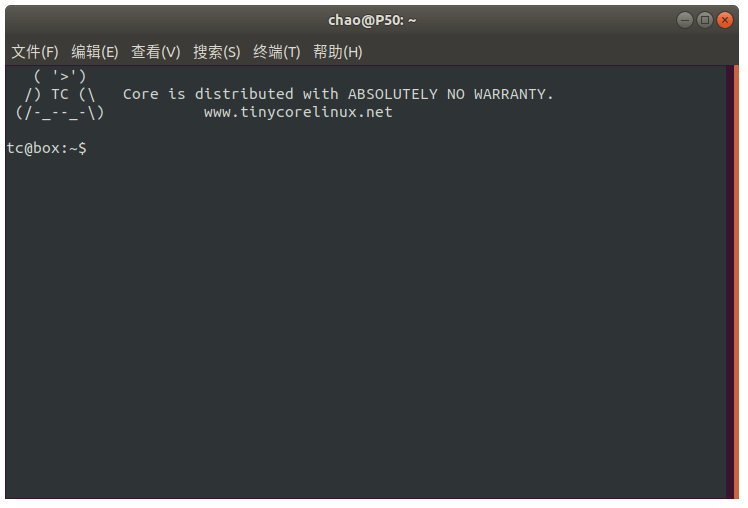 chao@P50: ~
文件(F) 编辑(E) 查看(V) 搜索(S) 终端(T) 帮助(H)
   ( '>')
  /) TC (\   Core is distributed with ABSOLUTELY NO WARRANTY.
 (/-_--_-\)           www.tinycorelinux.net
tc@box:~$